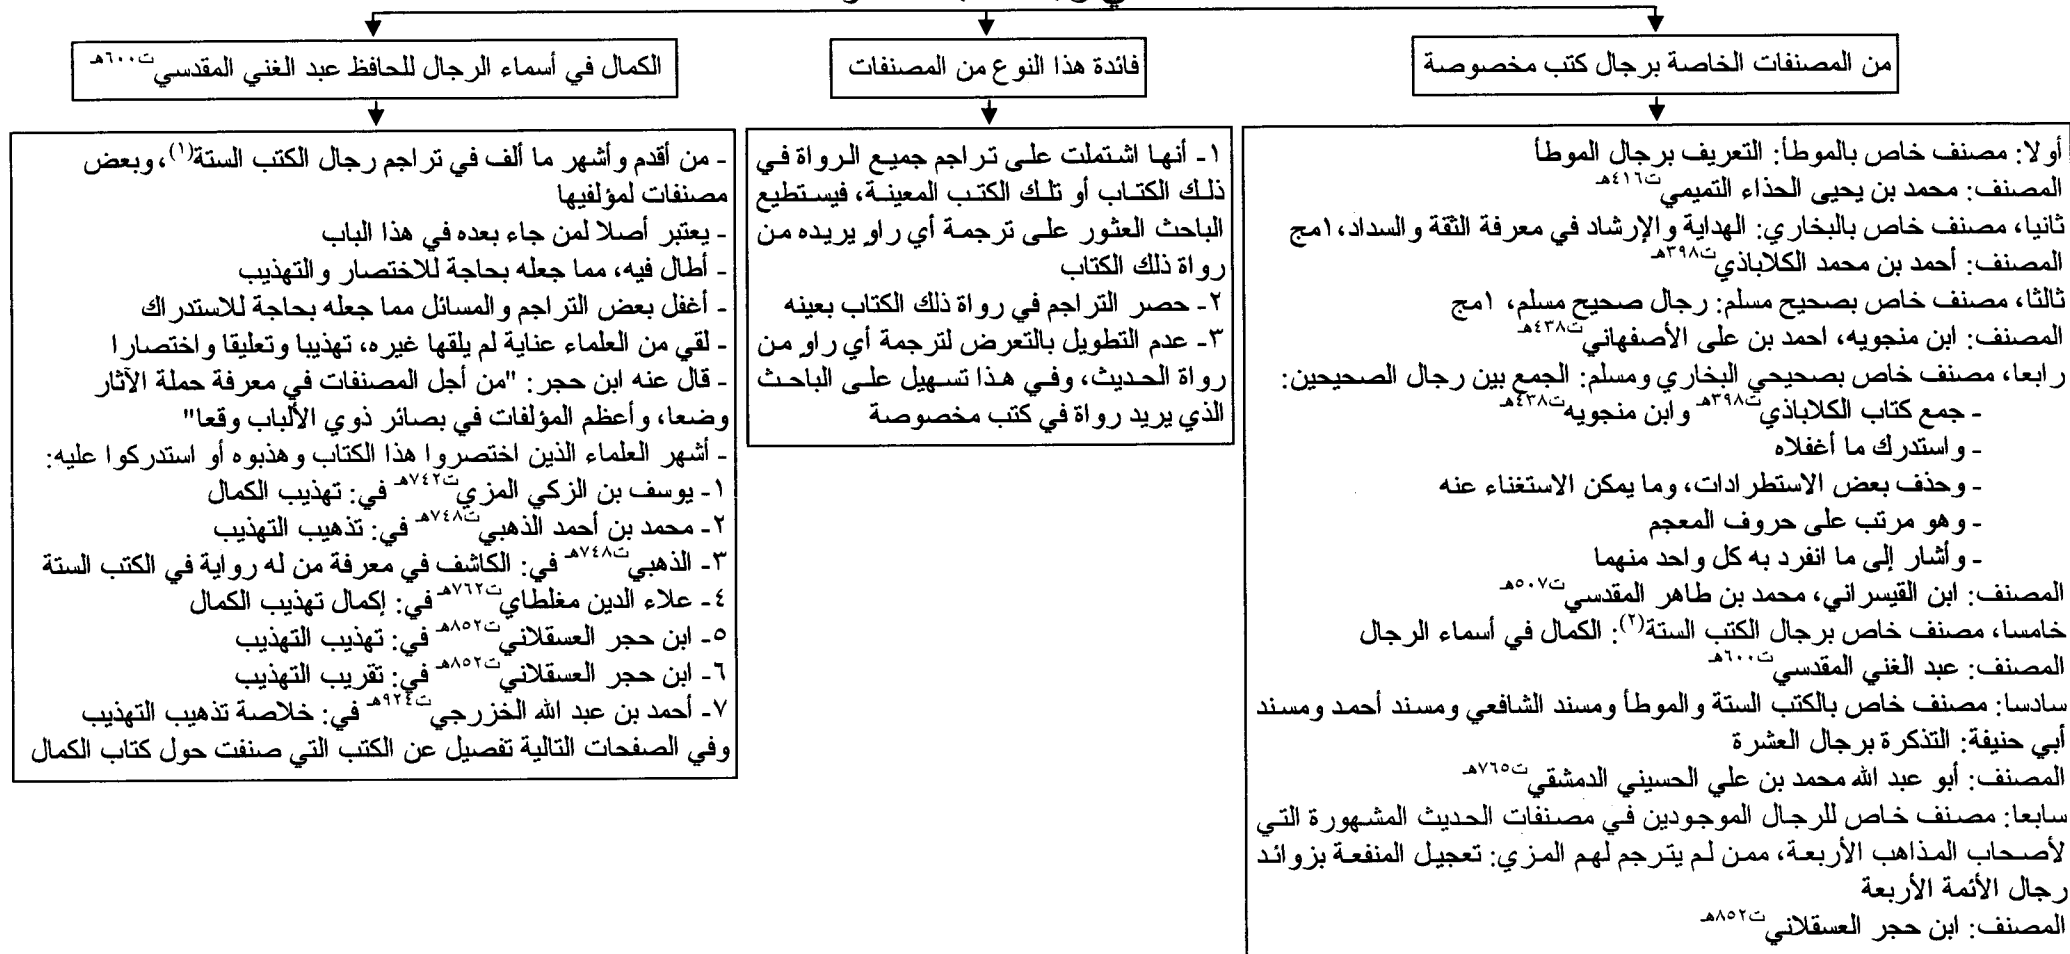 من المصنفات الخاصة برجال كتب مخصوصة
أولا: مصنف خاص بالموطأ: التعريف برجال الموطأ
المصنف: محمد بن يحيى الحذاء التميمي ت٤١٦هـ
ثانيا، مصنف خاص بالبخاري: الهداية والإرشاد في معرفة الثقة والسداد، ١مج
المصنف: أحمد بن محمد الكلاباذي ت٣٩٨هـ
ثالثا، مصنف خاص بصحيح مسلم: رجال صحيح مسلم، ١مج
المصنف: ابن منجويه، احمد بن على الأصفهاني ت٤٣٨هـ
رابعا، مصنف خاص بصحيحي البخاري ومسلم: الجمع بين رجال الصحيحين:
- جمع كتاب الكلاباذي ت٣٩٨هـ وابن منجويه ت٤٣٨هـ
- واستدرك ما أغفلاه
- وحذف بعض الاستطرادات، وما يمكن الاستغناء عنه
- وهو مرتب على حروف المعجم
- وأشار إلى ما انفرد به كل واحد منهما
المصنف: ابن القيسراني، محمد بن طاهر المقدسي ت٥٠٧هـ
خامسا، مصنف خاص برجال الكتب الستة(٢): الكمال في أسماء الرجال
المصنف: عبد الغني المقدسي ت٦٠٠هـ
سادسا: مصنف خاص بالكتب الستة والموطأ ومسند الشافعي ومسند أحمد ومسند
أبي حنيفة: التذكرة برجال العشرة
المصنف: أبو عبد الله محمد بن علي الحسيني الدمشقي ت٧٦٥هـ
سابعا: مصنف خاص للرجال الموجودين في مصنفات الحديث المشهورة التي
لأصحاب المذاهب الأربعة، ممن لم يترجم لهم المزي: تعجيل المنفعة بزوائد
رجال الأئمة الأربعة
المصنف: ابن حجر العسقلاني ت٨٥٢هـ
فائدة هذا النوع من المصنفات
١- أنها اشتملت على تراجم جميع الرواة في
ذلك الكتاب أو تلك الكتب المعينة، فيستطيع
الباحث العثور على ترجمة أي راوٍ يريده من
رواة ذلك الكتاب
٢- حصر التراجم في رواة ذلك الكتاب بعينه
٣- عدم التطويل بالتعرض لترجمة أي راوٍ من
رواة الحديث، وفي هذا تسهيل على الباحث
الذي يريد رواة في كتب مخصوصة
الكمال في أسماء الرجال للحافظ عبد الغني المقدسي ت٦٠٠هـ
- من أقدم وأشهر ما ألف في تراجم رجال الكتب الستة(١)، وبعض
مصنفات لمؤلفيها
- يعتبر أصلا لمن جاء بعده في هذا الباب
- أطال فيه، مما جعله بحاجة للاختصار والتهذيب
- أغفل بعض التراجم والمسائل مما جعله بحاجة للاستدراك
- لقي من العلماء عناية لم يلقها غيره، تهذيبا وتعليقا واختصارا
- قال عنه ابن حجر: "من أجل المصنفات في معرفة حملة الآثار
وضعا، وأعظم المؤلفات في بصائر ذوي الألباب وقعا"
- أشهر العلماء الذين اختصروا هذا الكتاب وهذبوه أو استدركوا عليه:
١- يوسف بن الزكي المزي ت٧٤٢هـ في: تهذيب الكمال
٢- محمد بن أحمد الذهبي ت٧٤٨هـ في: تذهيب التهذيب
٣- الذهبي ت٧٤٨هـ في: الكاشف في معرفة من له رواية في الكتب الستة
٤- علاء الدين مغلطاي ت٧٦٢هـ في: إكمال تهذيب الكمال
٥- ابن حجر العسقلاني ت٨٥٢هـ في: تهذيب التهذيب
٦- ابن حجر العسقلاني ت٨٥٢هـ في: تقريب التهذيب
٧- أحمد بن عبد الله الخزرجي ت٩٢٤هـ في: خلاصة تذهيب التهذيب
وفي الصفحات التالية تفصيل عن الكتب التي صنفت حول كتاب الكمال